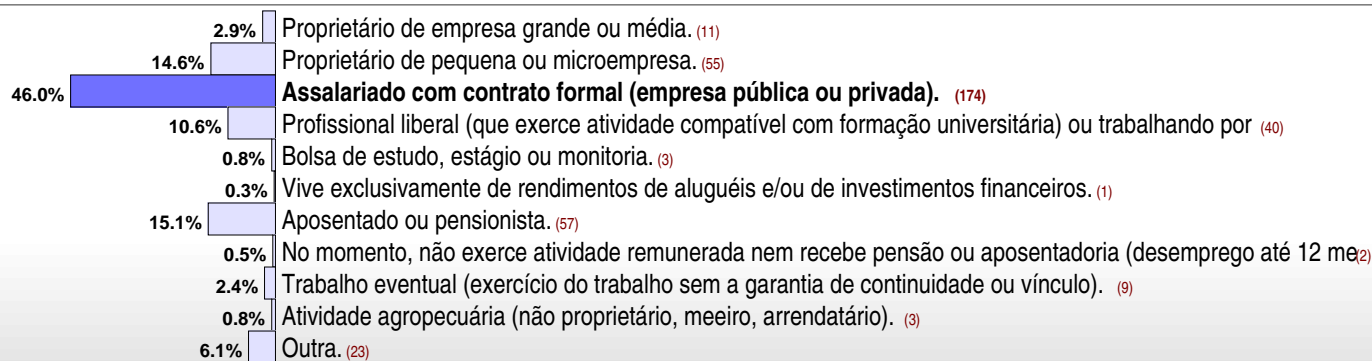 2.9% Proprietário de empresa grande ou média. (11)
14.6% Proprietário de pequena ou microempresa. (55)
46.0% Assalariado com contrato formal (empresa pública ou privada). (174)
10.6% Profissional liberal (que exerce atividade compatível com formação universitária) ou trabalhando por (40)
0.8% Bolsa de estudo, estágio ou monitoria. (3)
0.3% Vive exclusivamente de rendimentos de aluguéis e/ou de investimentos financeiros. (1)
15.1% Aposentado ou pensionista. (57)
0.5% No momento, não exerce atividade remunerada nem recebe pensão ou aposentadoria (desemprego até 12 me(2)
2.4% Trabalho eventual (exercício do trabalho sem a garantia de continuidade ou vínculo). (9)
0.8% Atividade agropecuária (não proprietário, meeiro, arrendatário). (3)
6.1% Outra. (23)